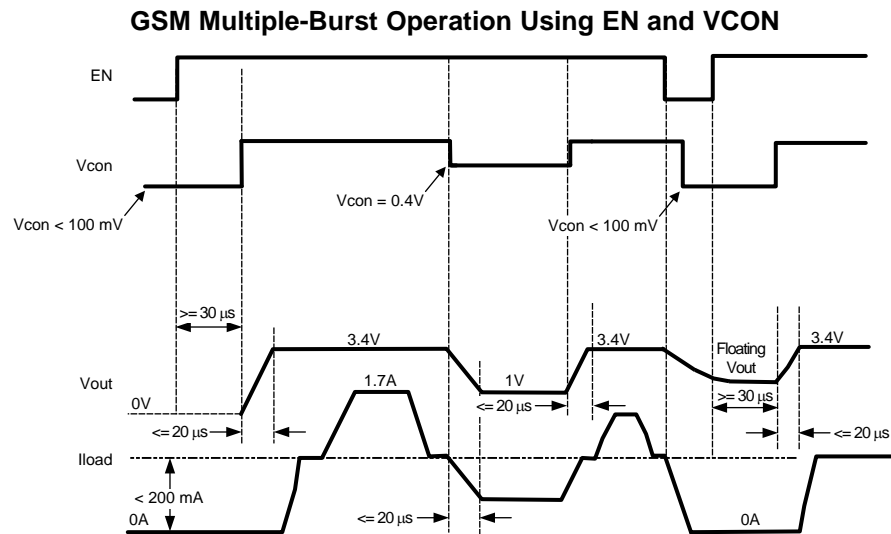 GSM Multiple-Burst Operation Using EN and VCON
EN
Vcon
Vcon < 100 mV
Vcon = 0.4V
Vcon < 100 mV
>= 30 µs
3.4V
3.4V
Floating
Vout
3.4V
Vout
1.7A
1V
>= 30 µs
0V
<= 20 µs
<= 20 µs
<= 20 µs
Iload
< 200 mA
<= 20 µs
0A
0A